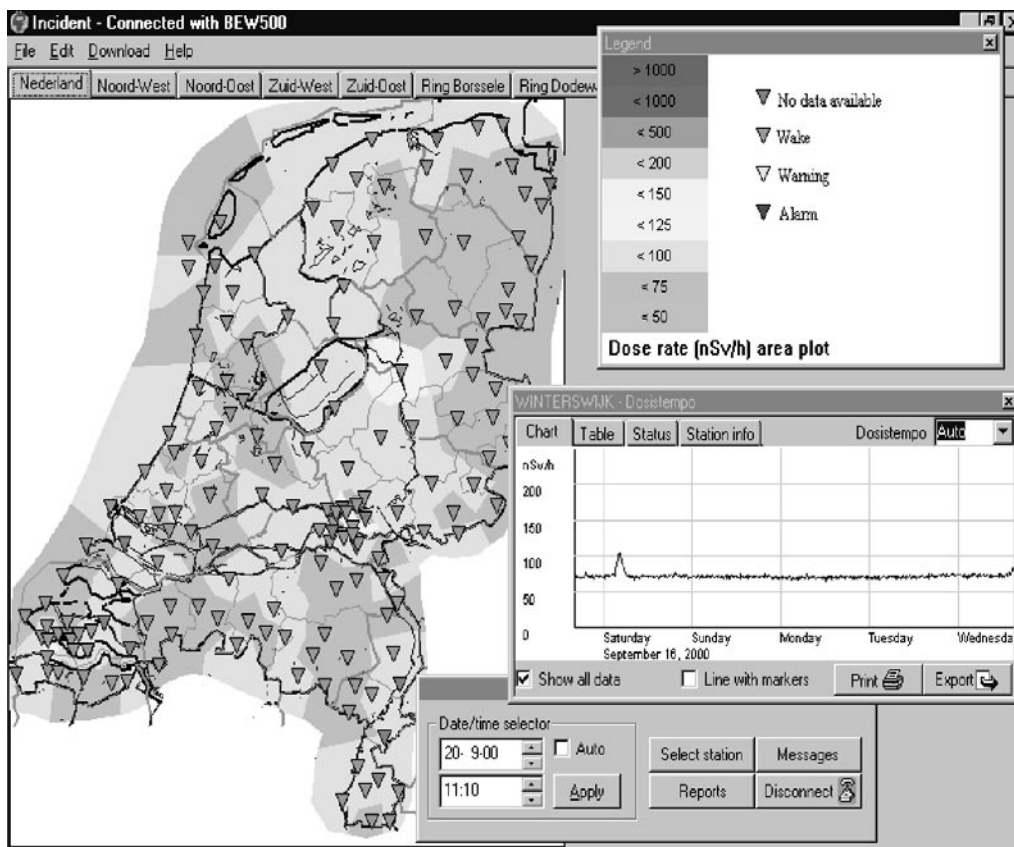 Incident - Connected with BEW500
File Edit Download Help
Nederland Noord-West Noord-Oost Zuid-West Zuid-Oost Ring Borssele Ring Dodew
Legend
> 1000
< 1000
< 500
< 200
< 150
< 125
< 100
< 75
< 50
No data available
Wake
Warning
Alarm
Dose rate (nSv/h) area plot
WINTERSWIJK - Dosistempo
Chart Table Status Station info Dosistempo Auto
nSv/h
200
150
100
50
0
Saturday Sunday Monday Tuesday Wednesda
September 16, 2000
Show all data Line with markers Print Export
Date/time selector
20- 9-00 Auto
11:10 Apply
Select station Messages
Reports Disconnect